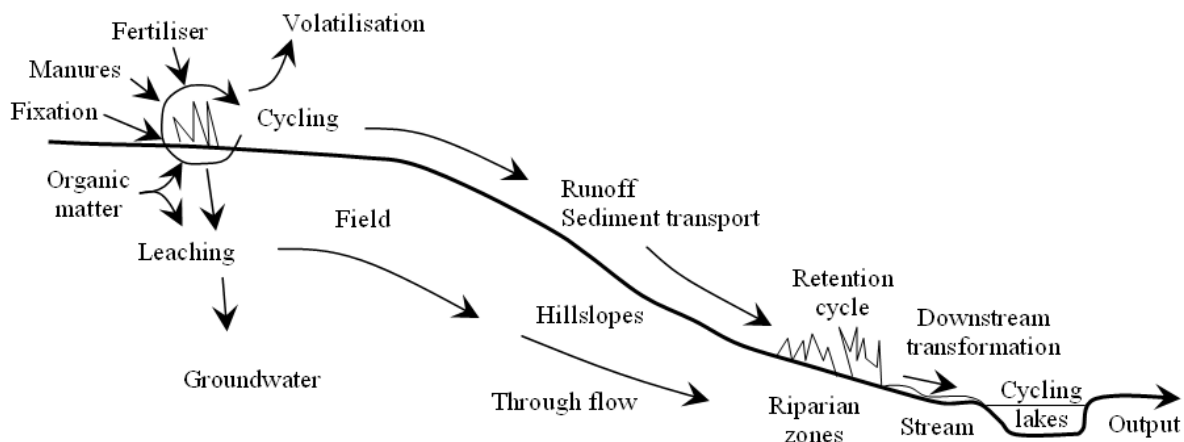 Volatilisation
Fertiliser
Manures
Fixation
Cycling
Organic
matter
Runoff
Sediment transport
Field
Leaching
Retention
cycle
Hillslopes
Downstream
transformation
Groundwater
Through flow
Riparian
zones
Stream
Cycling
lakes
Output